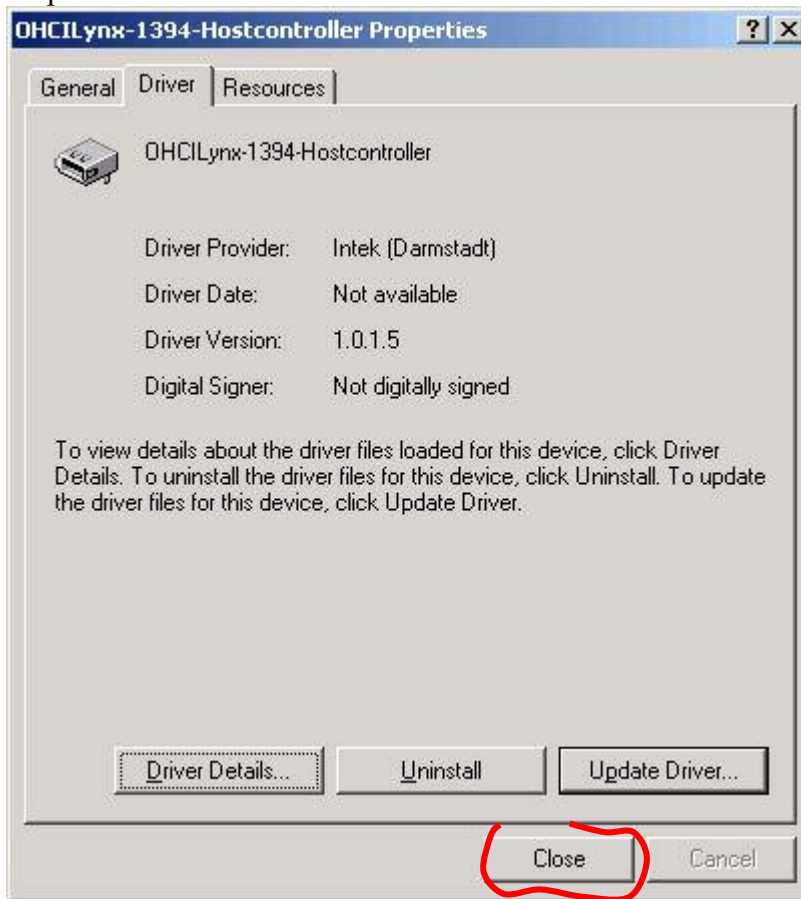 OHCILynx-1394-Hostcontroller Properties
General Driver Resources
OHCILynx-1394-Hostcontroller
Driver Provider: Intek (Darmstadt)
Driver Date: Not available
Driver Version: 1.0.1.5
Digital Signer: Not digitally signed
To view details about the driver files loaded for this device, click Driver
Details. To uninstall the driver files for this device, click Uninstall. To update
the driver files for this device, click Update Driver.
Driver Details... Uninstall Update Driver...
Close Cancel